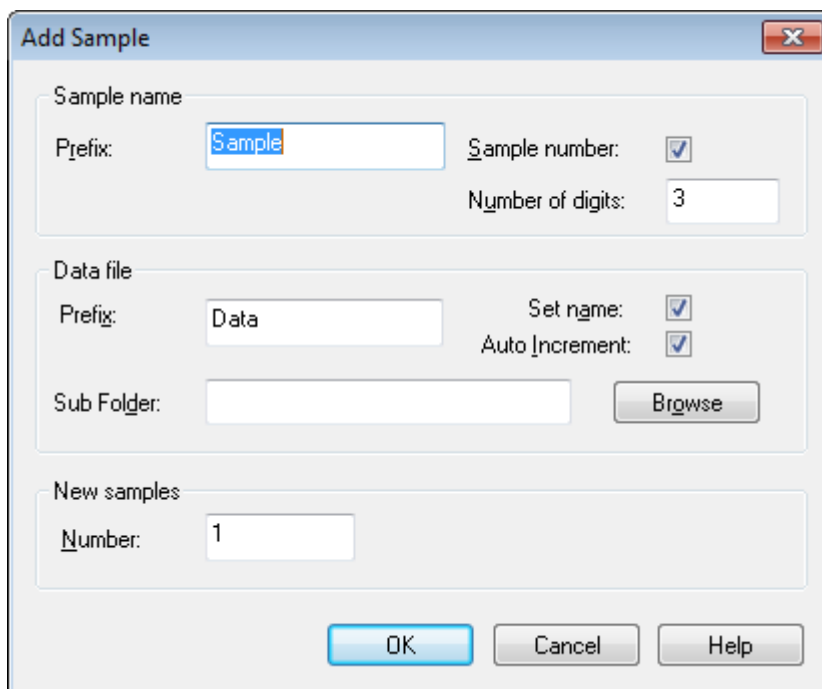 Add Sample
Sample name
Prefix: Sample Sample number:
Number of digits: 3
Data file
Prefix: Data Set name:
Auto Increment:
Sub Folder: Browse
New samples
Number: 1
OK Cancel Help